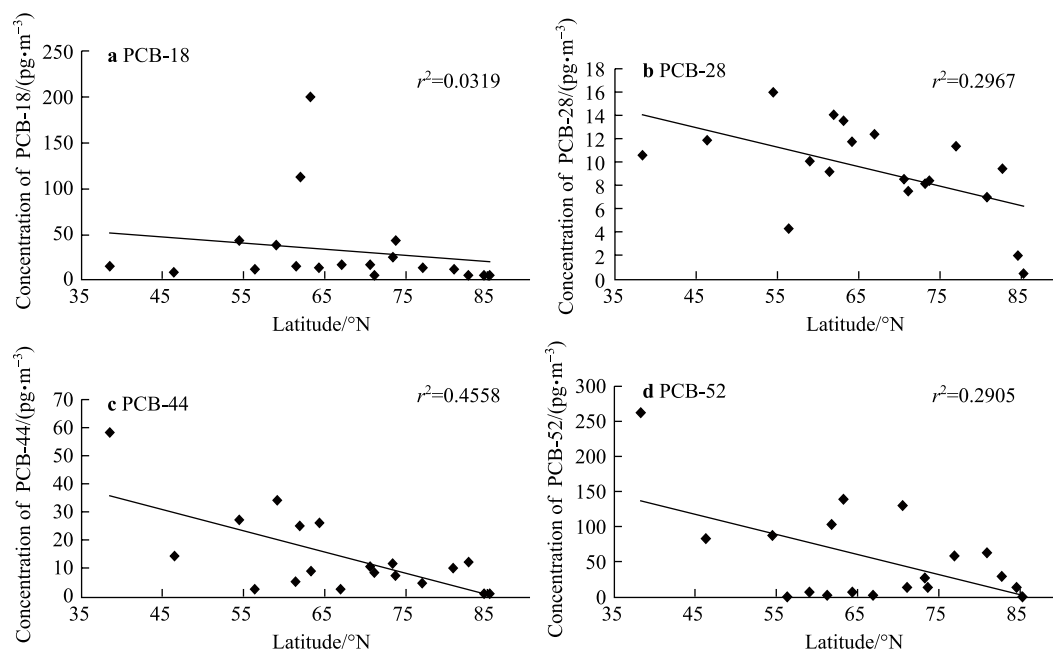 a PCB-18
r²=0.0319
Concentration of PCB-18/(pg·m⁻³)
250
200
150
100
50
0
35 45 55 65 75 85
Latitude/°N
b PCB-28
r²=0.2967
Concentration of PCB-28/(pg·m⁻³)
18
16
14
12
10
8
6
4
2
0
35 45 55 65 75 85
Latitude/°N
c PCB-44
r²=0.4558
Concentration of PCB-44/(pg·m⁻³)
70
60
50
40
30
20
10
0
35 45 55 65 75 85
Latitude/°N
d PCB-52
r²=0.2905
Concentration of PCB-52/(pg·m⁻³)
300
250
200
150
100
50
0
35 45 55 65 75 85
Latitude/°N